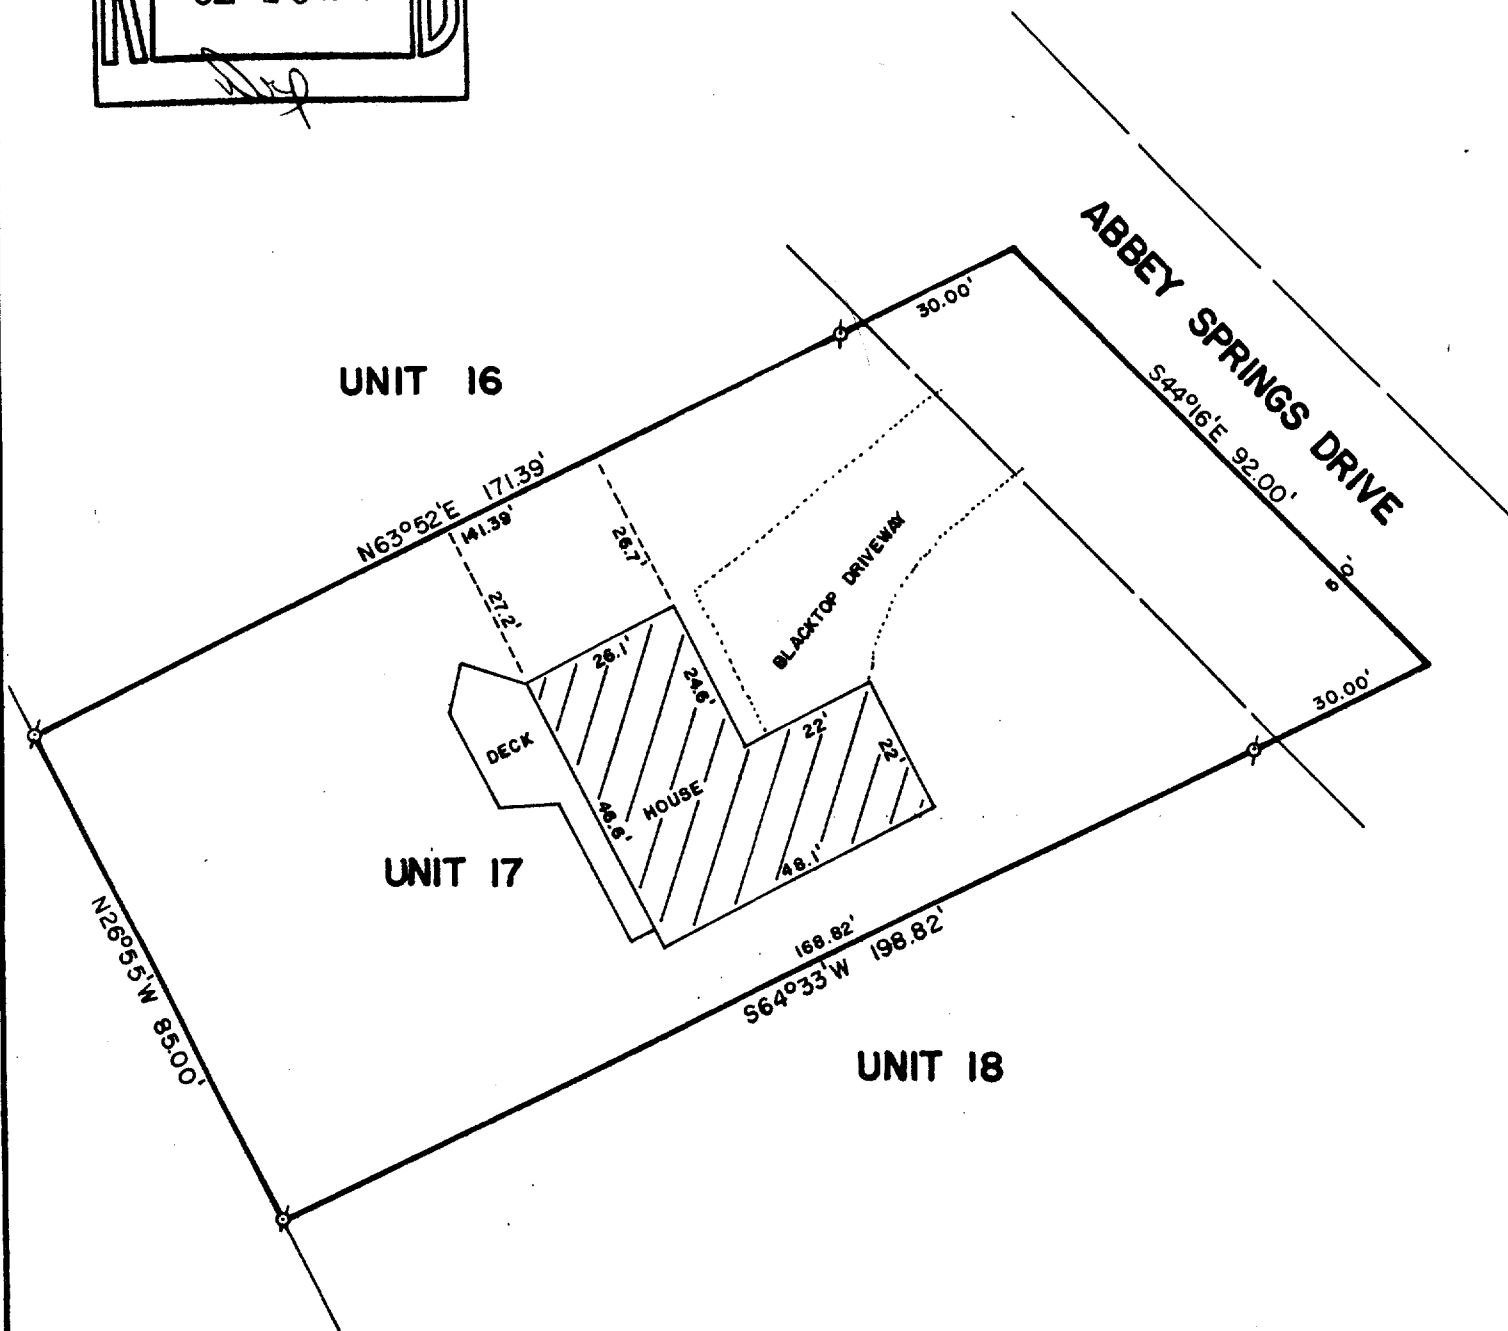 ABBEY SPRINGS DRIVE
30.00'
S44°16'E 92.00'
UNIT 16
N63°52'E 171.39'
141.39'
26.7'
27.2'
BLACKTOP DRIVEWAY
26.1'
24.6'
22'
22'
DECK
HOUSE
46.6'
48.1'
30.00'
UNIT 17
168.82'
S64°33'W 198.82'
N26°55'W 85.00'
UNIT 18